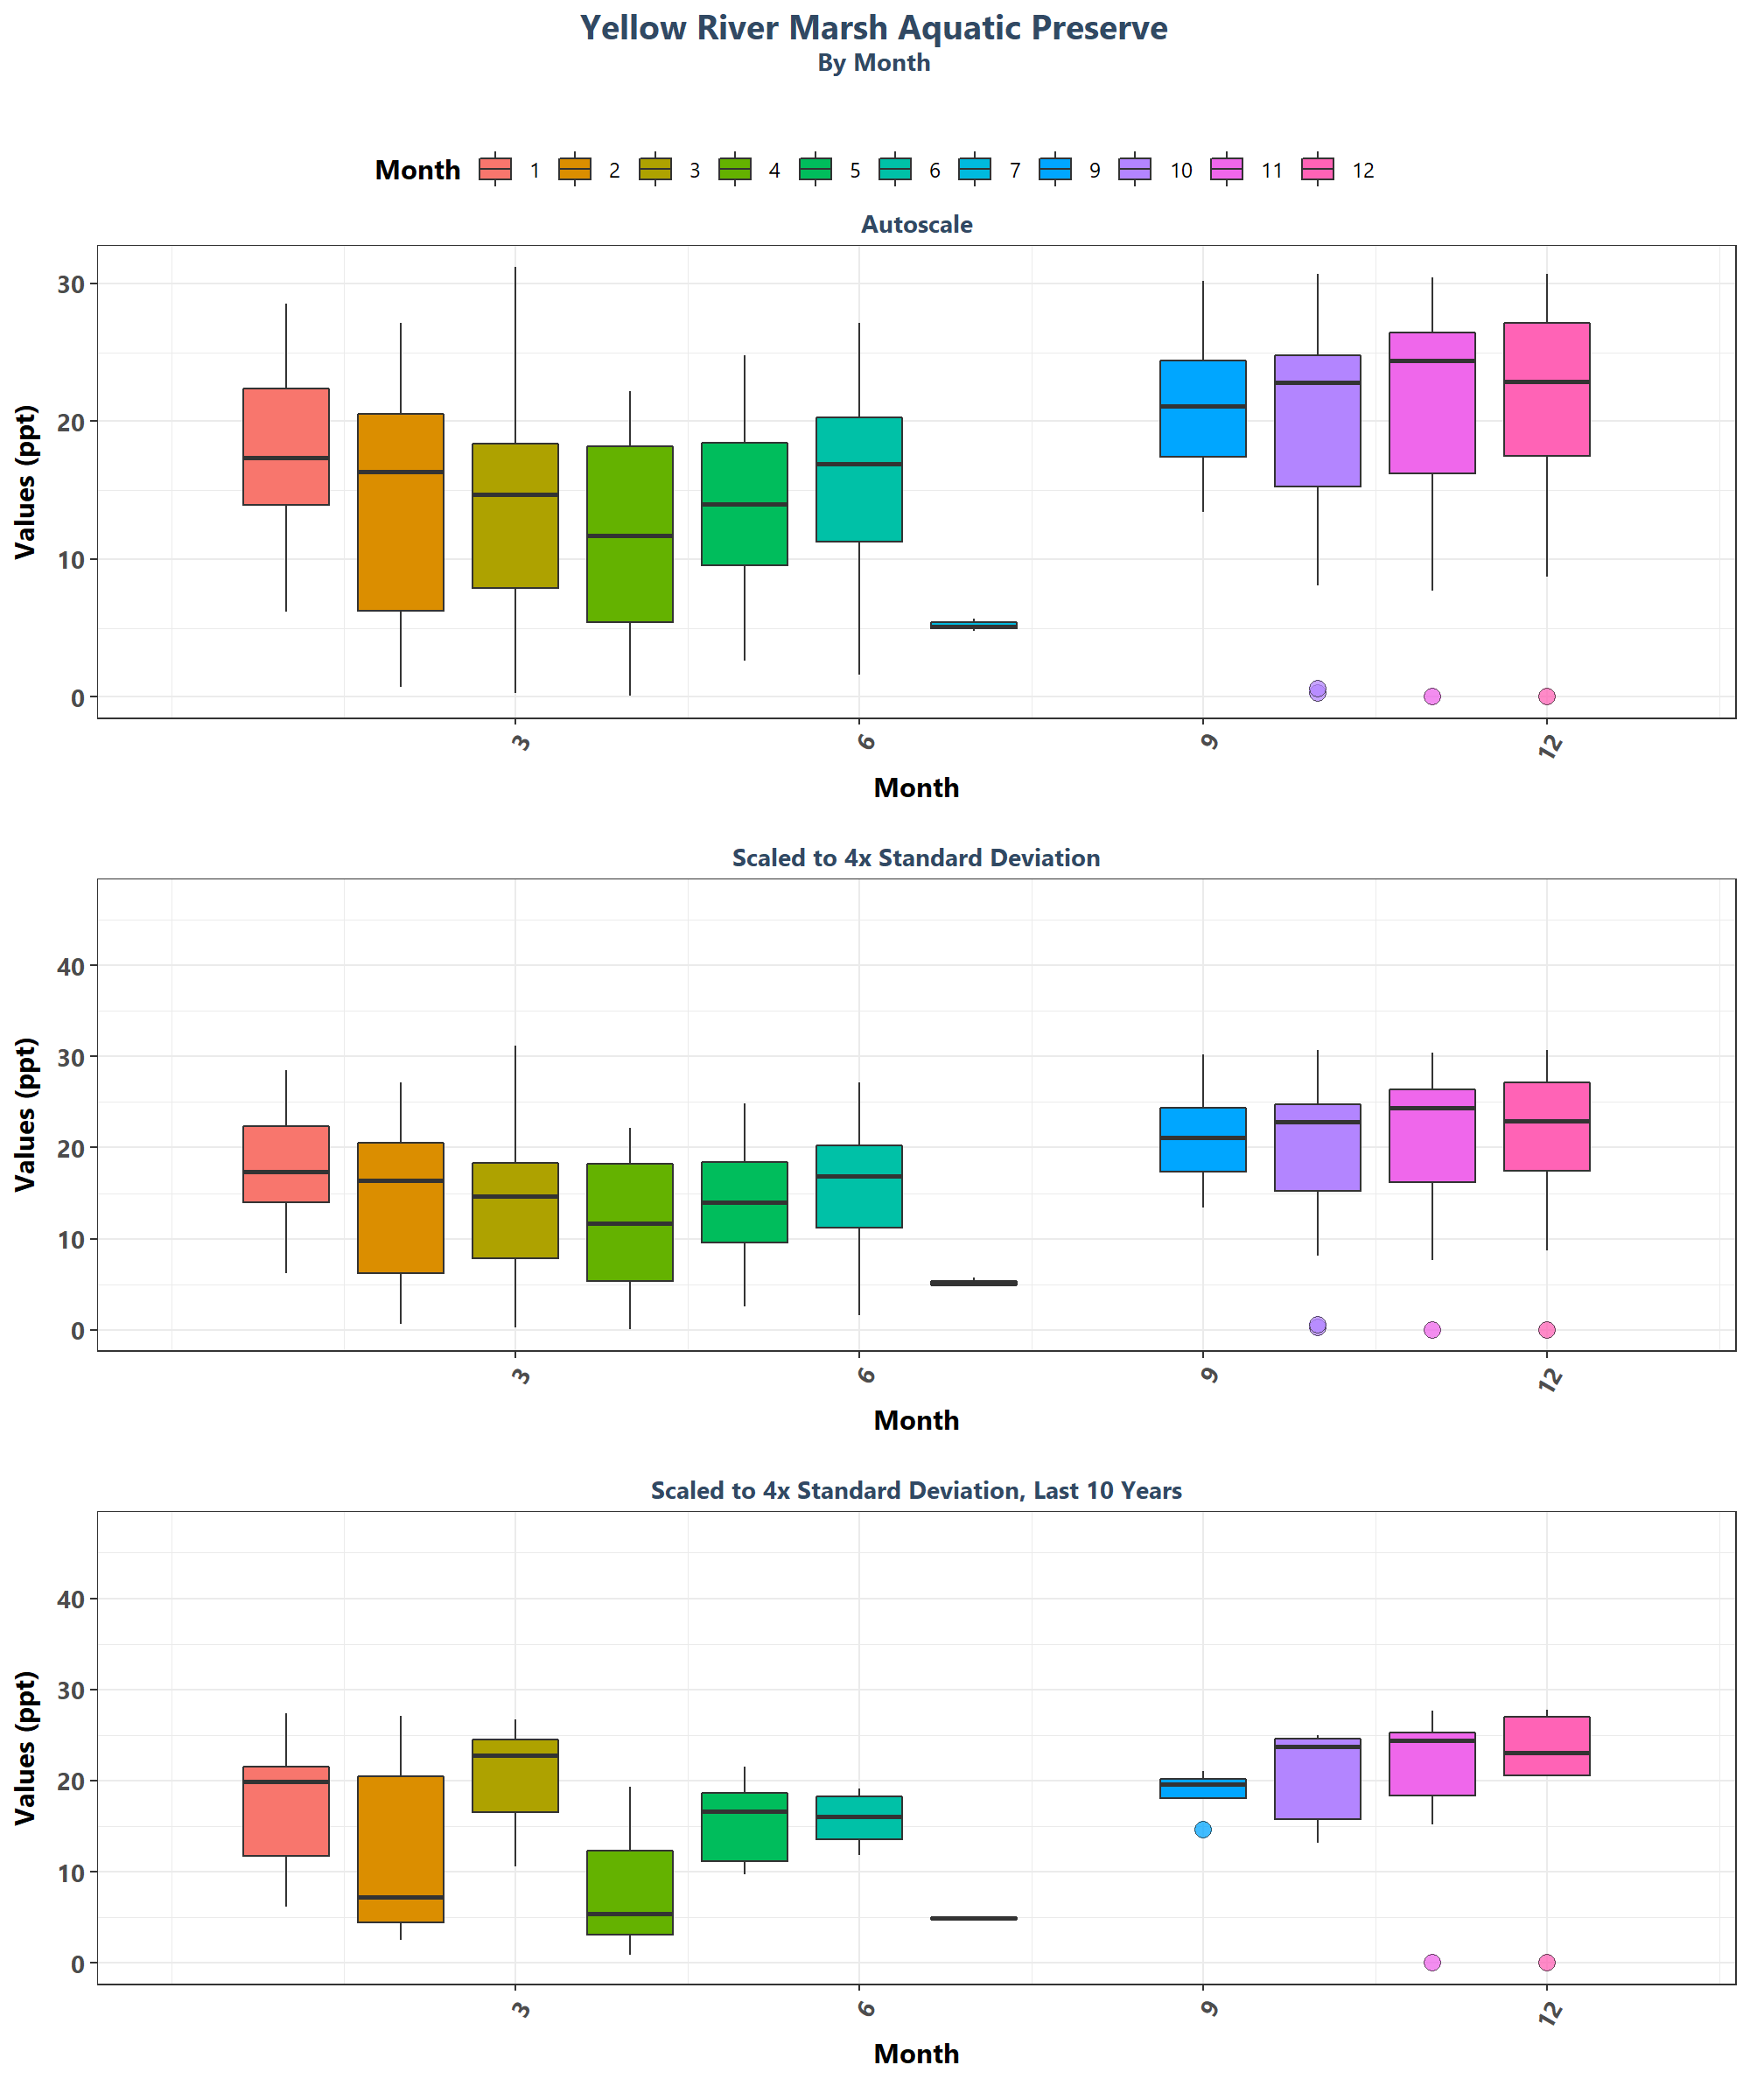 Yellow River Marsh Aquatic Preserve
By Month
Month 1 2 3 4 5 6 7 9 10 11 12
Autoscale
Values (ppt)
30
20
10
0
3 6 9 12
Month
Scaled to 4x Standard Deviation
Values (ppt)
40
30
20
10
0
3 6 9 12
Month
Scaled to 4x Standard Deviation, Last 10 Years
Values (ppt)
40
30
20
10
0
3 6 9 12
Month